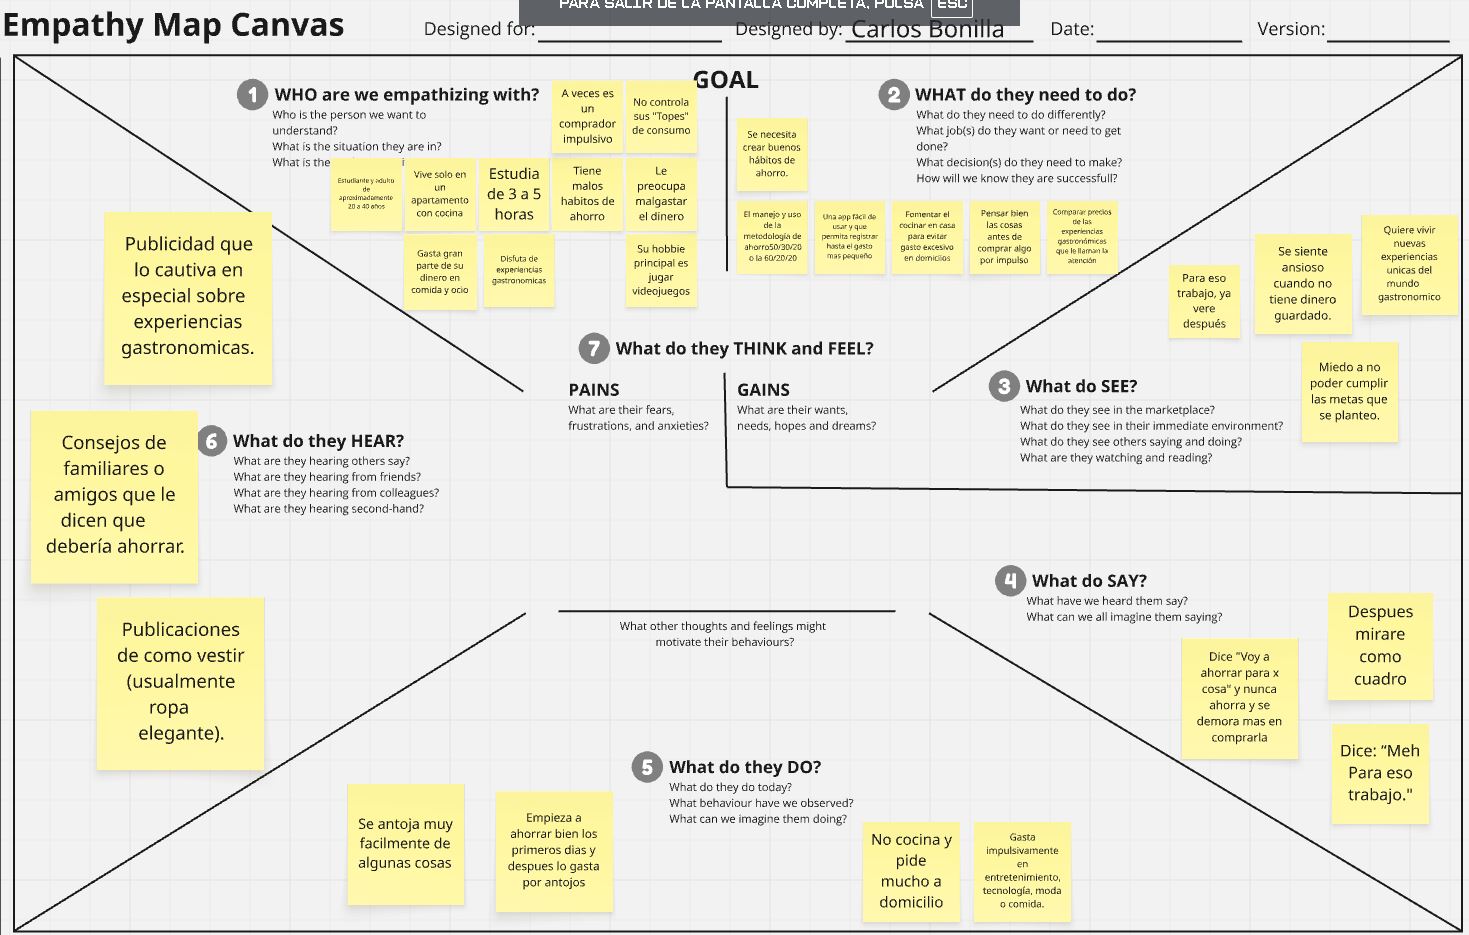 PARA SALIR DE LA PANTALLA COMPLETA, PULSA ESC
Empathy Map Canvas
Designed for:
Designed by: Carlos Bonilla
Date:
Version:
GOAL
1 WHO are we empathizing with?
Who is the person we want to
understand?
What is the situation they are in?
What is the
A veces es
un
comprador
impulsivo
No controla
sus "Topes"
de consumo
Estudiante y adulto
de
aproximadamente
20 a 40 años
Vive solo en
un
apartamento
con cocina
Estudia
de 3 a 5
horas
Tiene
malos
habitos de
ahorro
Le
preocupa
malgastar
el dinero
Gasta gran
parte de su
dinero en
comida y ocio
Disfuta de
experiencias
gastronomicas
Su hobbie
principal es
jugar
videojuegos
2 WHAT do they need to do?
What do they need to do differently?
What job(s) do they want or need to get
done?
What decision(s) do they need to make?
How will we know they are successfull?
Se necesita
crear buenos
hábitos de
ahorro.
El manejo y uso
de la
metodología de
ahorro50/30/20
o la 60/20/20
Una app fácil de
usar y que
permita registrar
hasta el gasto
mas pequeño
Fomentar el
cocinar en casa
para evitar
gasto excesivo
en domicilios
Pensar bien
las cosas
antes de
comprar algo
por impulso
Comparar precios
de las
experiencias
gastronómicas
que le llaman la
atención
3 What do SEE?
What do they see in the marketplace?
What do they see in their immediate environment?
What do they see others saying and doing?
What are they watching and reading?
Para eso
trabajo, ya
vere
después
Se siente
ansioso
cuando no
tiene dinero
guardado.
Quiere vivir
nuevas
experiencias
unicas del
mundo
gastronomico
Miedo a no
poder cumplir
las metas que
se planteo.
7 What do they THINK and FEEL?
PAINS
What are their fears,
frustrations, and anxieties?
GAINS
What are their wants,
needs, hopes and dreams?
What other thoughts and feelings might
motivate their behaviours?
4 What do SAY?
What have we heard them say?
What can we all imagine them saying?
Dice "Voy a
ahorrar para x
cosa" y nunca
ahorra y se
demora mas en
comprarla
Despues
mirare
como
cuadro
Dice: "Meh
Para eso
trabajo."
5 What do they DO?
What do they do today?
What behaviour have we observed?
What can we imagine them doing?
Se antoja muy
facilmente de
algunas cosas
Empieza a
ahorrar bien los
primeros dias y
despues lo gasta
por antojos
No cocina y
pide
mucho a
domicilio
Gasta
impulsivamente
en
entretenimiento,
tecnología, moda
o comida.
6 What do they HEAR?
What are they hearing others say?
What are they hearing from friends?
What are they hearing from colleagues?
What are they hearing second-hand?
Publicidad que
lo cautiva en
especial sobre
experiencias
gastronomicas.
Consejos de
familiares o
amigos que le
dicen que
debería ahorrar.
Publicaciones
de como vestir
(usualmente
ropa
elegante).